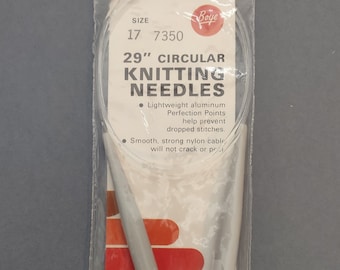 SIZE
Boye
17 7350
29" CIRCULAR
KNITTING
NEEDLES
• Lightweight aluminum
Perfection Points
help prevent
dropped stitches.
• Smooth, strong nylon cable
will not crack or